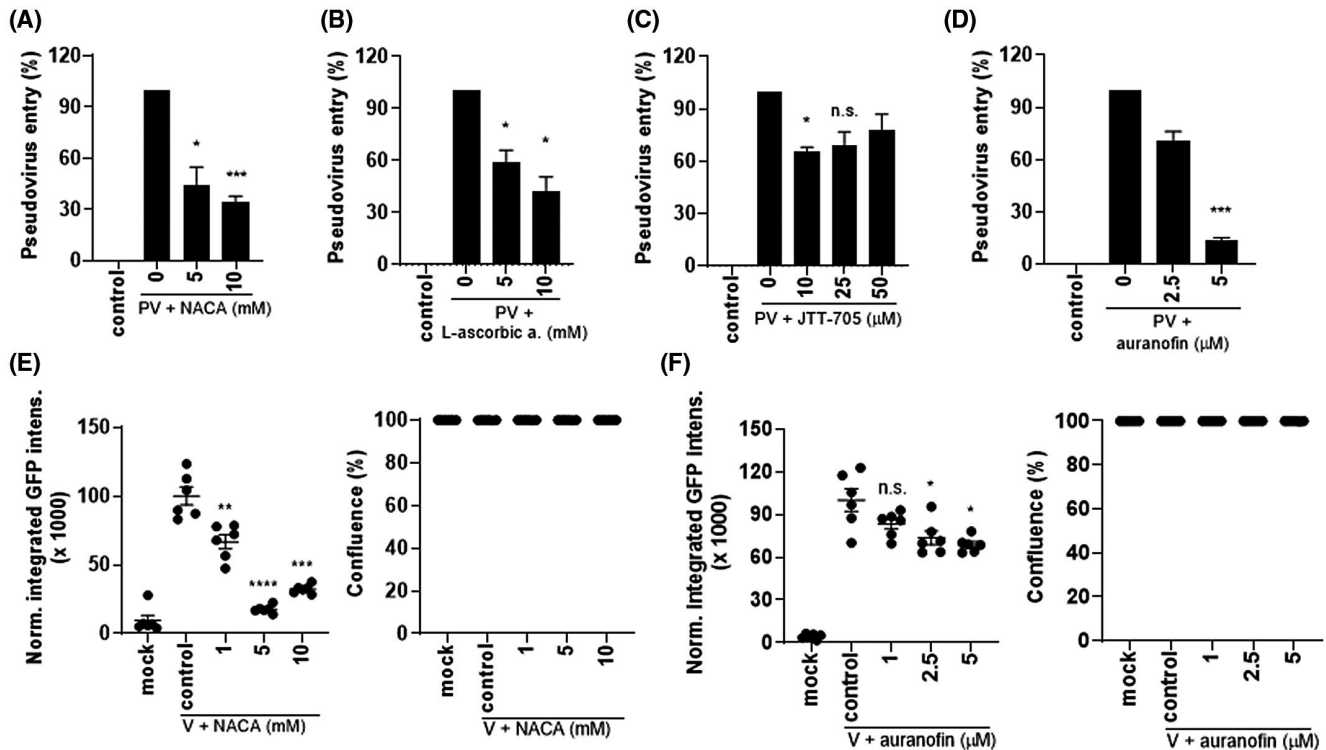 (A)
Pseudovirus entry (%)
120
90
60
30
0
*
***
control
0
5
10
PV + NACA (mM)
(B)
Pseudovirus entry (%)
120
90
60
30
0
*
*
control
0
5
10
PV +
L-ascorbic a. (mM)
(C)
Pseudovirus entry (%)
120
90
60
30
0
*
n.s.
control
0
10
25
50
PV + JTT-705 (μM)
(D)
Pseudovirus entry (%)
120
90
60
30
0
***
control
0
2.5
5
PV +
auranofin (μM)
(E)
Norm. integrated GFP intens.
(x 1000)
150
100
50
0
**
****
***
mock
control
1
5
10
V + NACA (mM)
Confluence (%)
100
80
60
40
20
0
mock
control
1
5
10
V + NACA (mM)
(F)
Norm. integrated GFP intens.
(x 1000)
150
120
90
60
30
0
n.s.
*
*
mock
control
1
2.5
5
V + auranofin (μM)
Confluence (%)
100
80
60
40
20
0
mock
control
1
2.5
5
V + auranofin (μM)